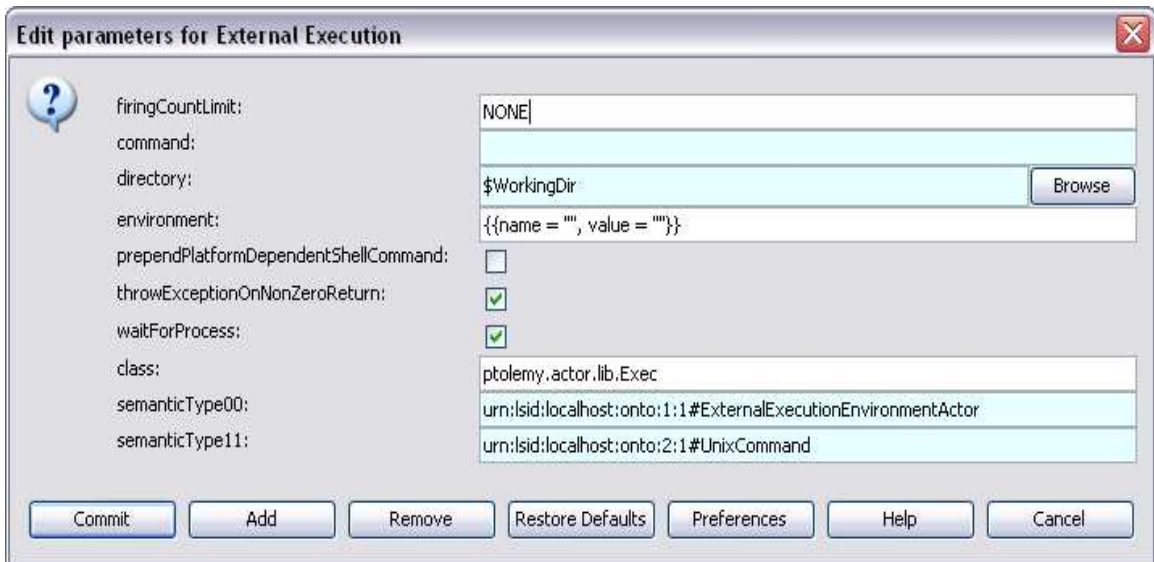 Edit parameters for External Execution
firingCountLimit: NONE
command:
directory: $WorkingDir Browse
environment: {{name = "", value = ""}}
prependPlatformDependentShellCommand:
throwExceptionOnNonZeroReturn:
waitForProcess:
class: ptolemy.actor.lib.Exec
semanticType00: urn:lsid:localhost:onto:1:1#ExternalExecutionEnvironmentActor
semanticType11: urn:lsid:localhost:onto:2:1#UnixCommand
Commit Add Remove Restore Defaults Preferences Help Cancel